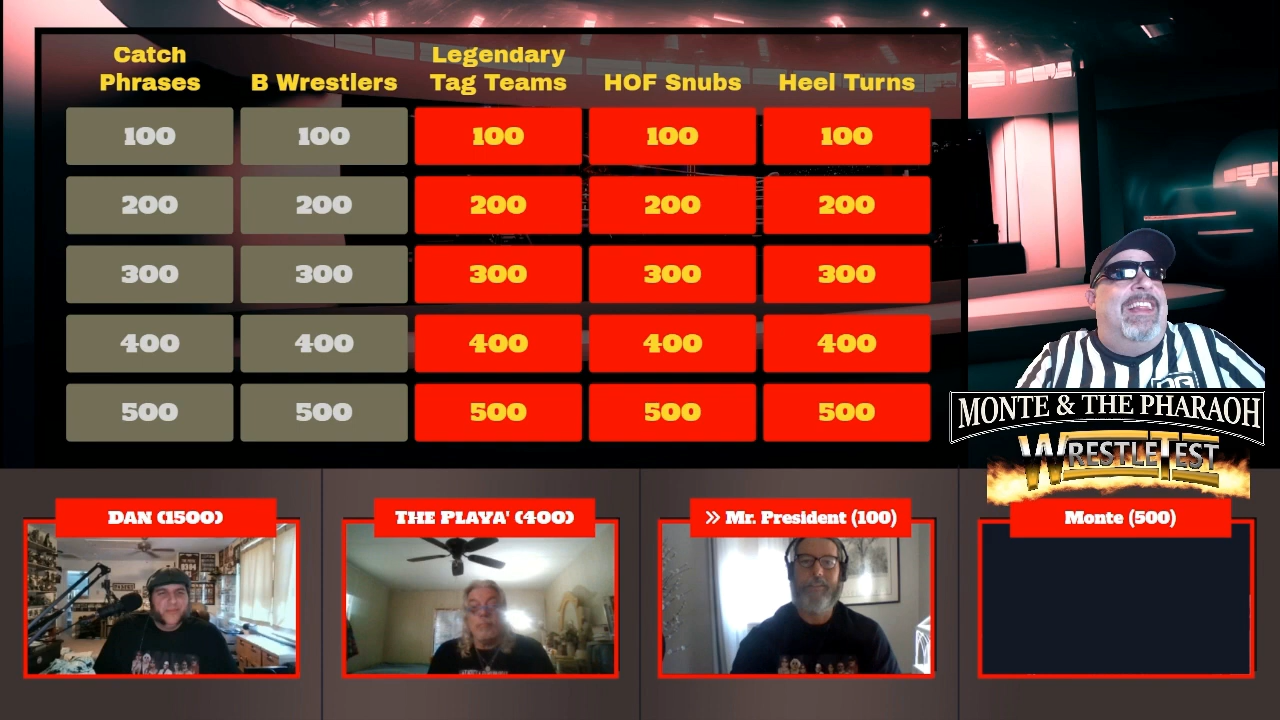 Catch
Phrases
B Wrestlers
Legendary
Tag Teams
HOF Snubs
Heel Turns
100 100 100 100 100
200 200 200 200 200
300 300 300 300 300
400 400 400 400 400
500 500 500 500 500
MONTE & THE PHARAOH
WRESTLETEST
DAN (1500)
THE PLAYA' (400)
» Mr. President (100)
Monte (500)